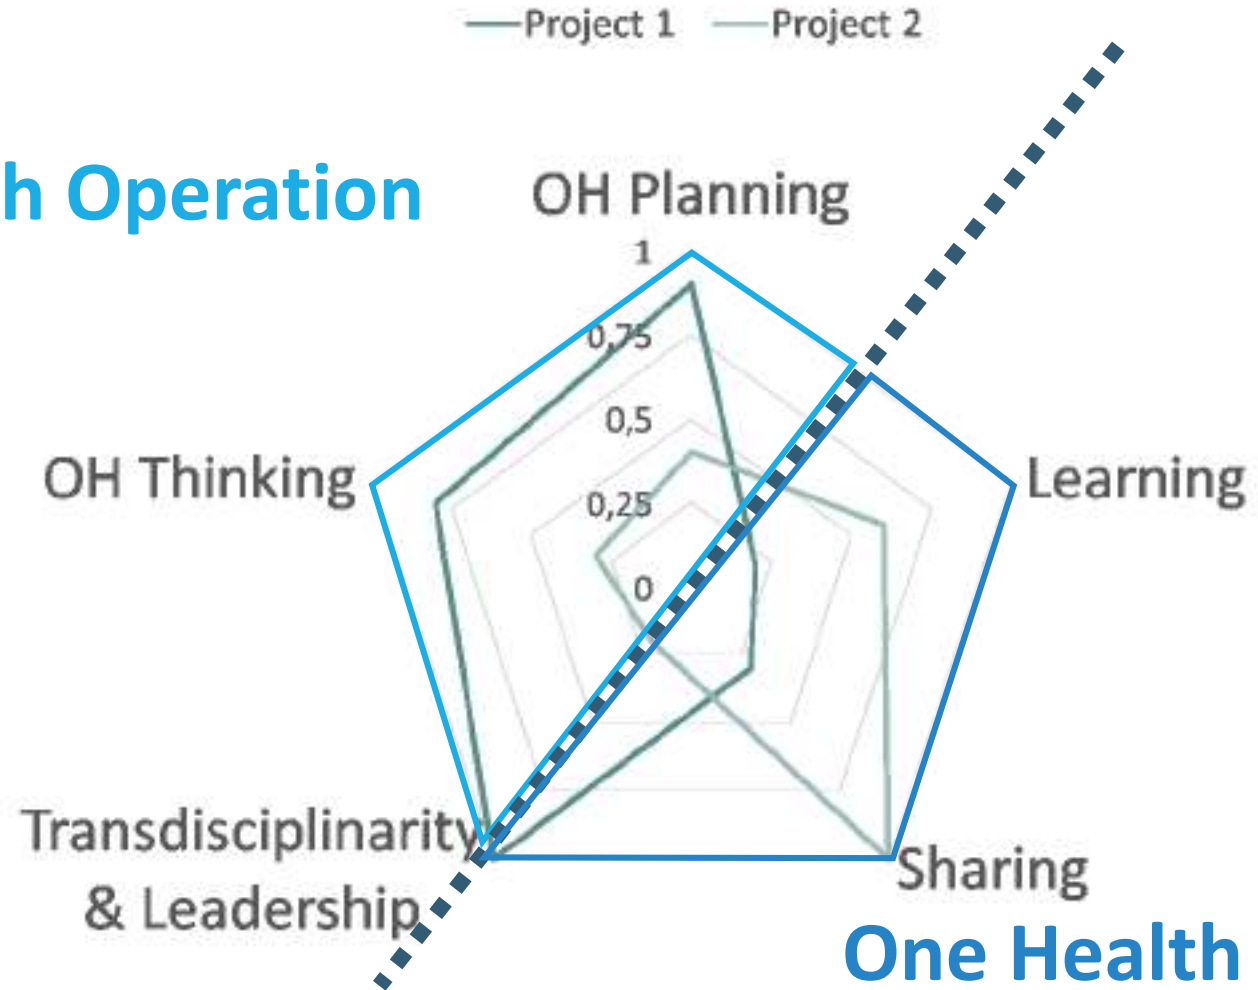 Project 1 Project 2
h Operation
OH Planning
1
0,75
0,5
OH Thinking
Learning
0,25
0
Transdisciplinarity
& Leadership
Sharing
One Health